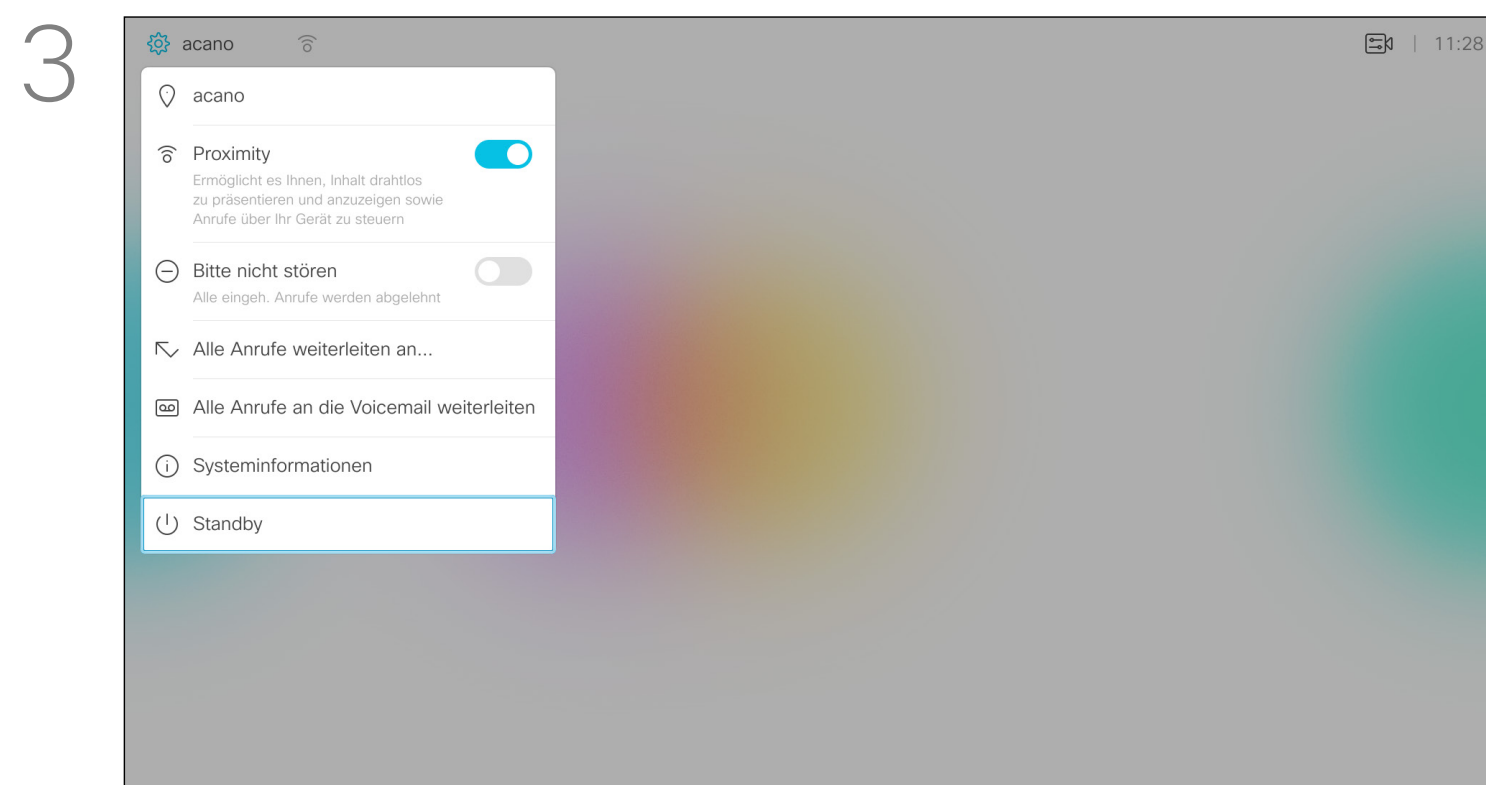 3
acano
11:28
acano
Proximity
Ermöglicht es Ihnen, Inhalt drahtlos
zu präsentieren und anzuzeigen sowie
Anrufe über Ihr Gerät zu steuern
Bitte nicht stören
Alle eingeh. Anrufe werden abgelehnt
Alle Anrufe weiterleiten an...
Alle Anrufe an die Voicemail weiterleiten
Systeminformationen
Standby